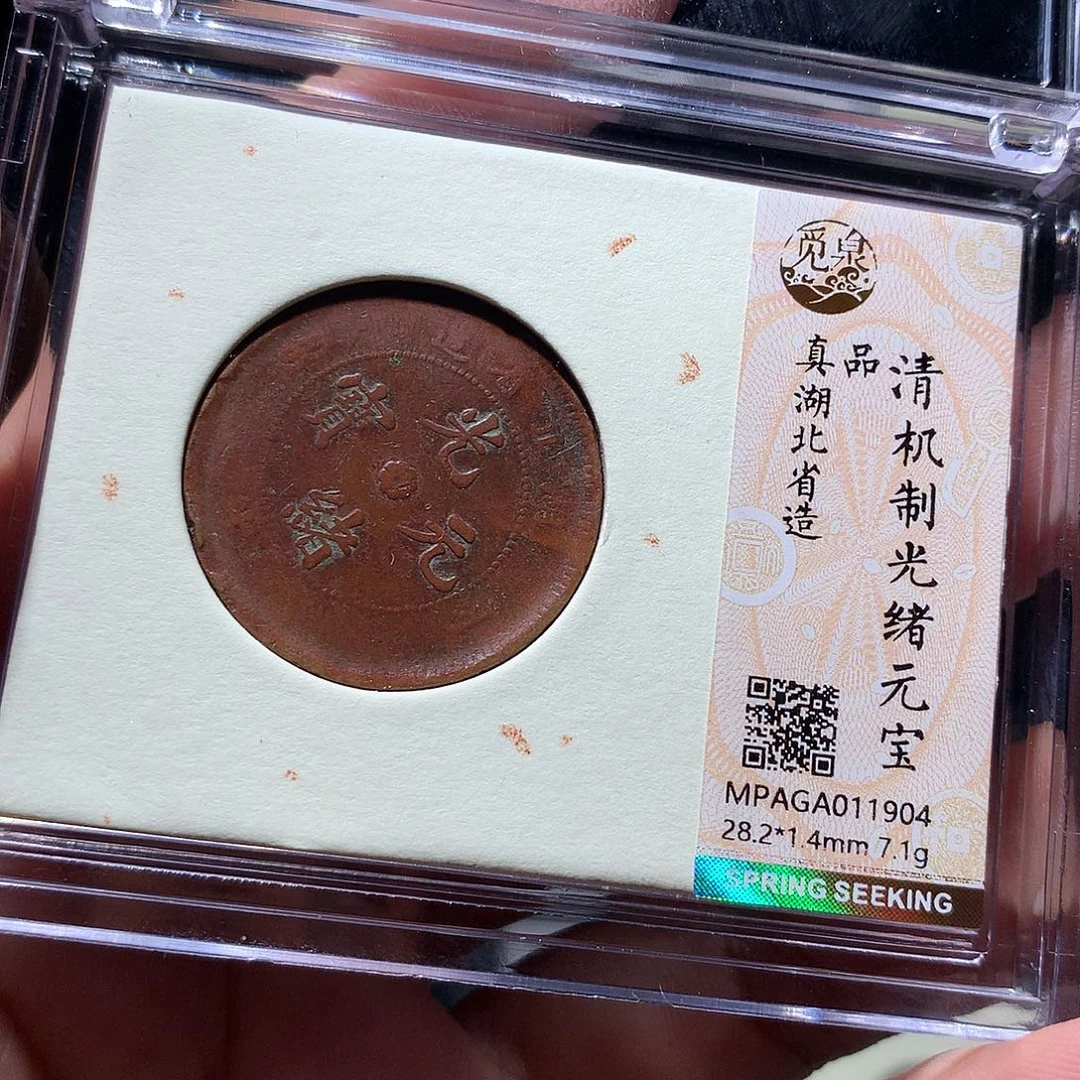 觅泉
清机制光绪元宝
品
真湖北省造
MPAGA011904
28.2*1.4mm 7.1g
SPRING SEEKING
光緒元寶